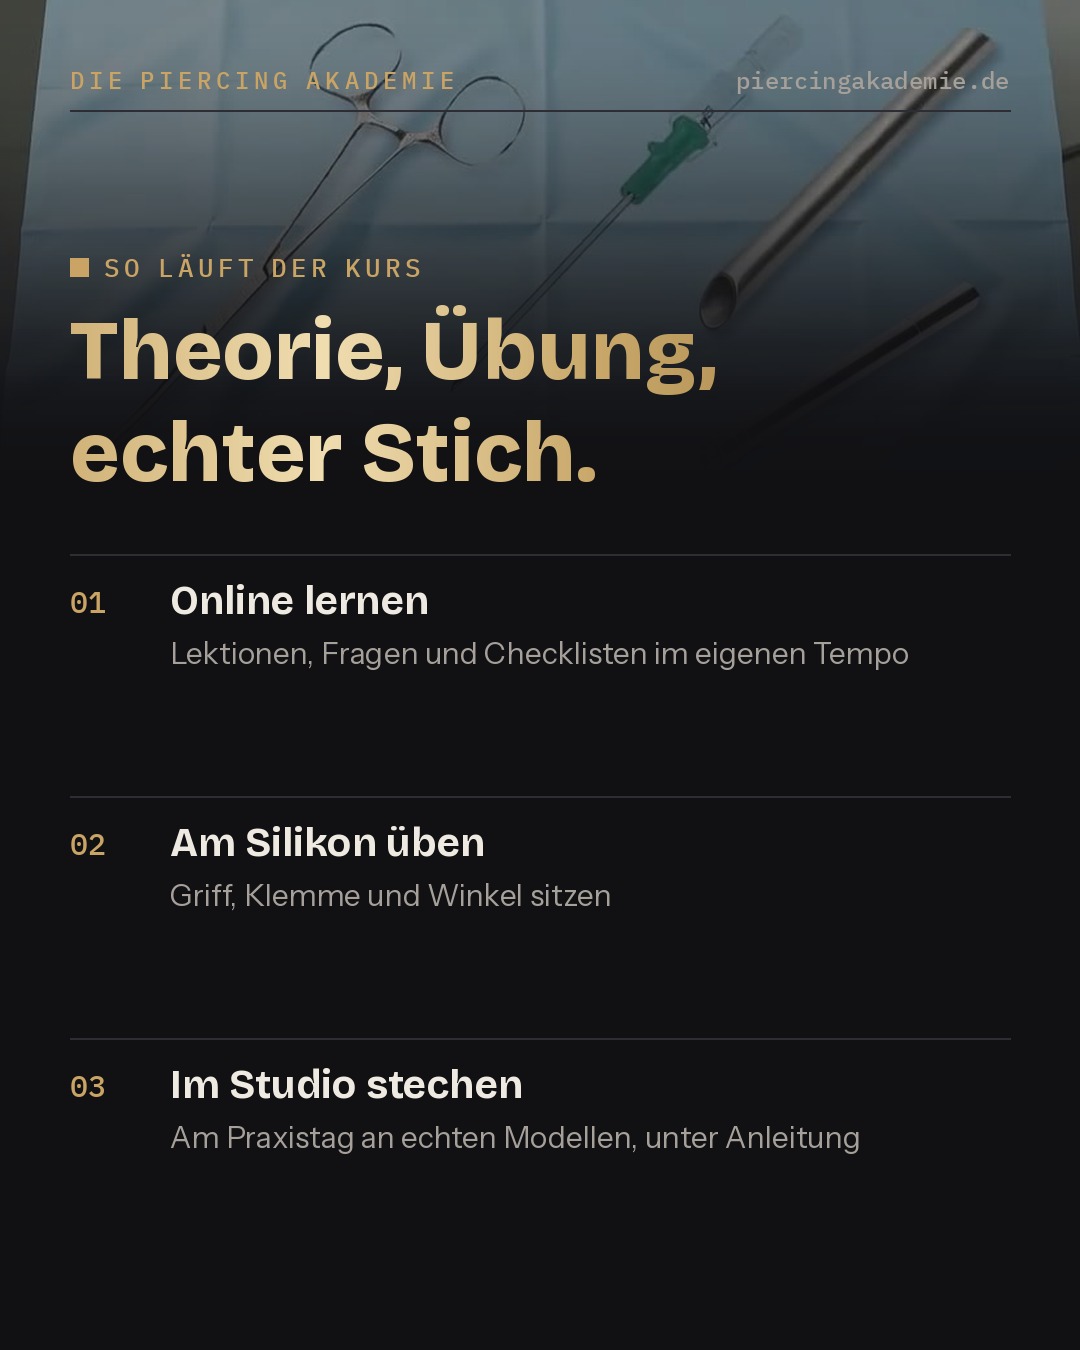 DIE PIERCING AKADEMIE
piercingakademie.de
SO LÄUFT DER KURS
Theorie, Übung,
echter Stich.
01
Online lernen
Lektionen, Fragen und Checklisten im eigenen Tempo
02
Am Silikon üben
Griff, Klemme und Winkel sitzen
03
Im Studio stechen
Am Praxistag an echten Modellen, unter Anleitung